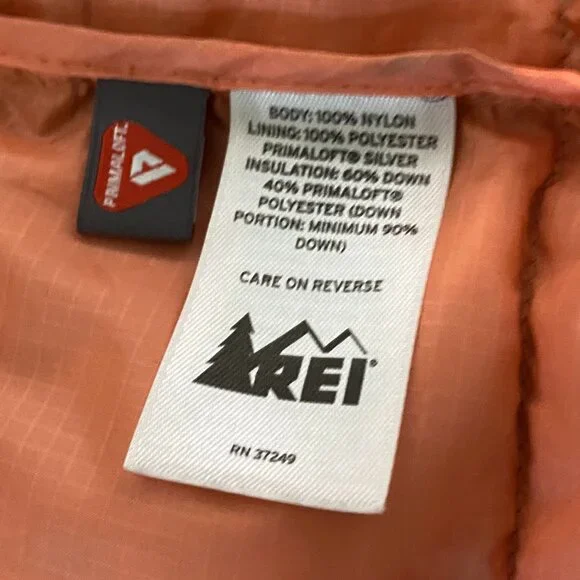 PRIMALOFT.
BODY: 100% NYLON
LINING: 100% POLYESTER
PRIMALOFT® SILVER
INSULATION: 60% DOWN
40% PRIMALOFT®
POLYESTER (DOWN
PORTION: MINIMUM 90%
DOWN)
CARE ON REVERSE
REI®
RN 37249